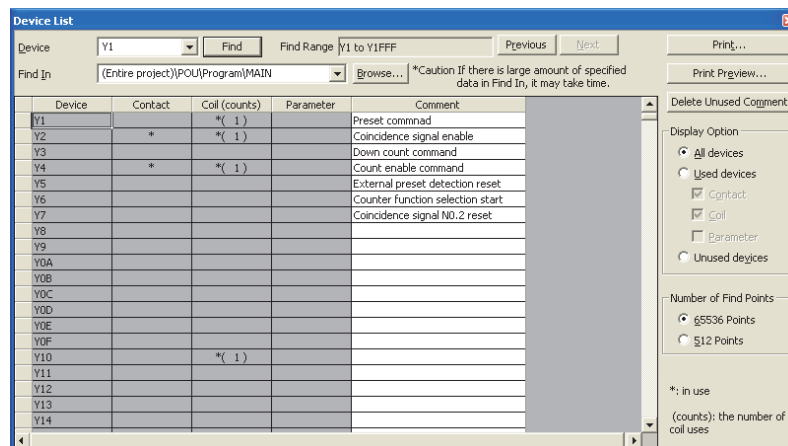 Device List
Device Y1 Find Find Range Y1 to Y1FFF Previous Next Print...
Find In (Entire project)\POU\Program\MAIN Browse... *Caution If there is large amount of specified data in Find In, it may take time. Print Preview...
Delete Unused Comment
Device Contact Coil (counts) Parameter Comment
Y1 *( 1 ) Preset commnad
Y2 * *( 1 ) Coincidence signal enable
Y3 Down count command
Y4 * *( 1 ) Count enable command
Y5 External preset detection reset
Y6 Counter function selection start
Y7 Coincidence signal N0.2 reset
Y8
Y9
Y0A
Y0B
Y0C
Y0D
Y0E
Y0F
Y10 *( 1 )
Y11
Y12
Y13
Y14
Display Option
All devices
Used devices
Contact
Coil
Parameter
Unused devices
Number of Find Points
65536 Points
512 Points
*: in use
(counts): the number of
coil uses